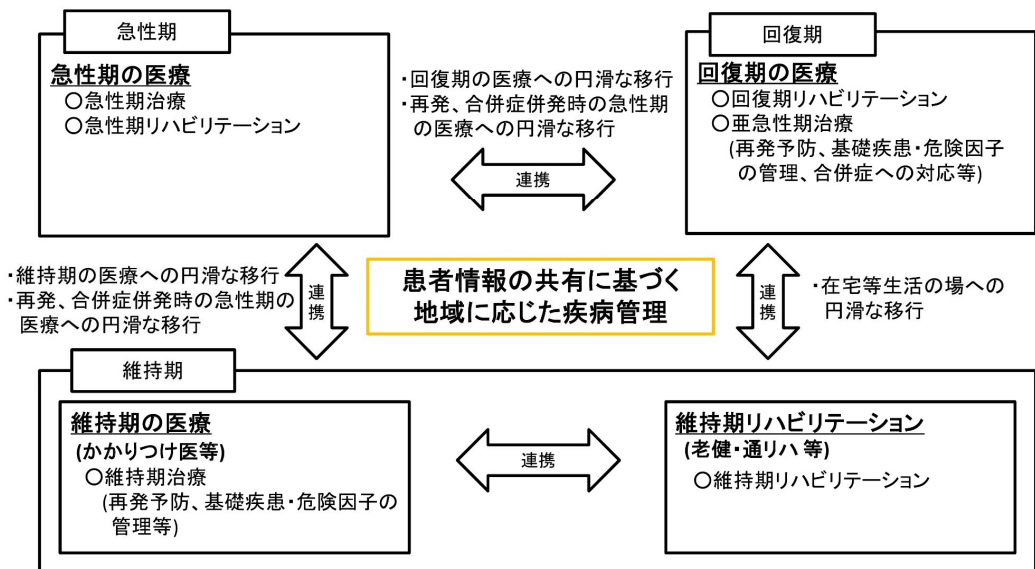 急性期
急性期の医療
○急性期治療
○急性期リハビリテーション
・回復期の医療への円滑な移行
・再発、合併症併発時の急性期
の医療への円滑な移行
連携
回復期
回復期の医療
○回復期リハビリテーション
○亜急性期治療
(再発予防、基礎疾患・危険因子
の管理、合併症への対応等)
・維持期の医療への円滑な移行
・再発、合併症併発時の急性期の
医療への円滑な移行
連携
患者情報の共有に基づく
地域に応じた疾病管理
連携
・在宅等生活の場への
円滑な移行
維持期
維持期の医療
(かかりつけ医等)
○維持期治療
(再発予防、基礎疾患・危険因子の
管理等)
連携
維持期リハビリテーション
(老健・通リハ 等)
○維持期リハビリテーション